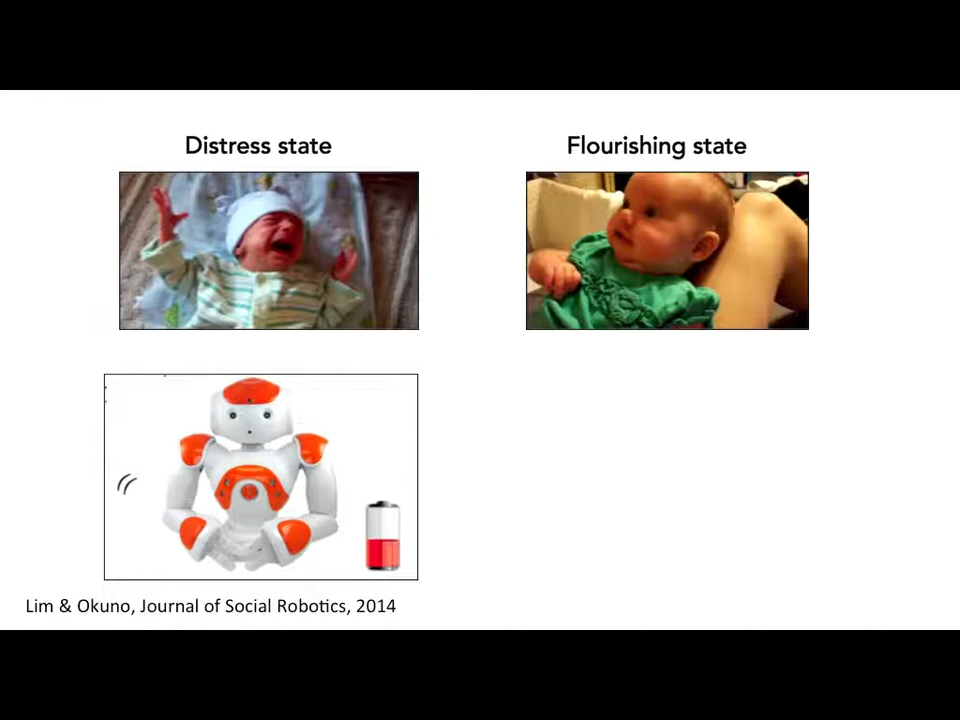 Distress state
Flourishing state
Lim & Okuno, Journal of Social Robotics, 2014